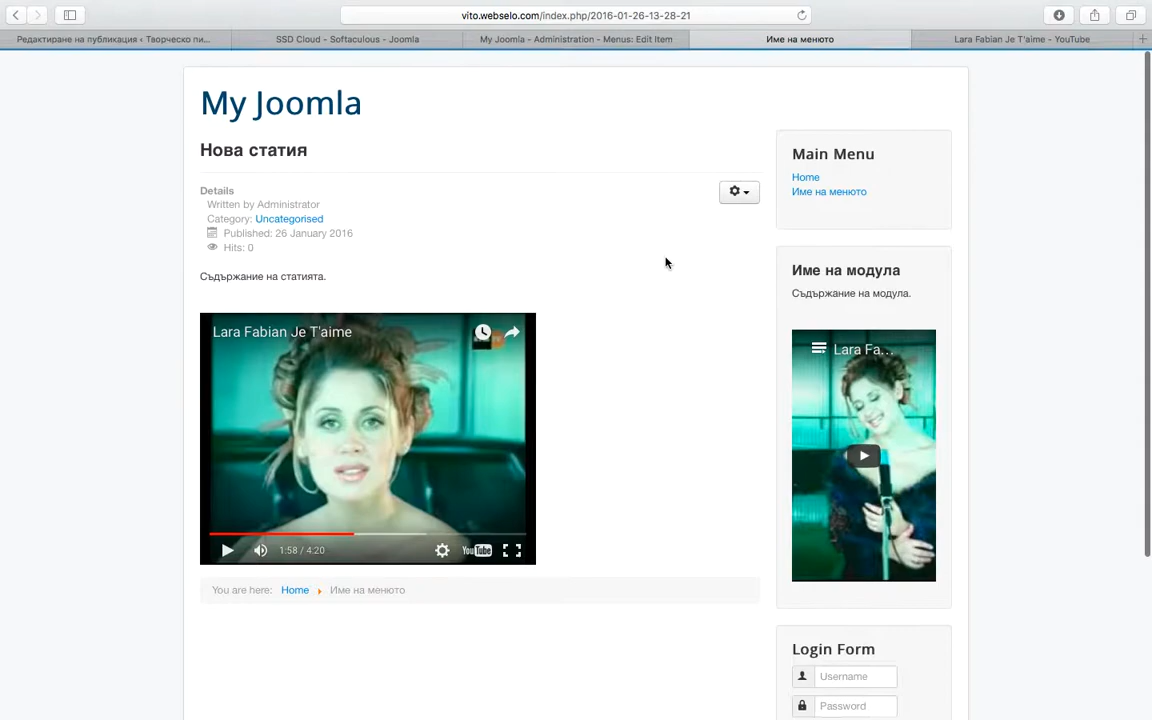 vito.webselo.com/index.php/2016-01-26-13-28-21
Редактиране на публикация ‹ Творческо пи...
SSD Cloud - Softaculous - Joomla
My Joomla - Administration - Menus: Edit Item
Име на менюто
Lara Fabian Je T'aime - YouTube
My Joomla
Нова статия
Details
Written by Administrator
Category: Uncategorised
Published: 26 January 2016
Hits: 0
Съдържание на статията.
Lara Fabian Je T'aime
1:58 / 4:20
YouTube
You are here: Home Име на менюто
Main Menu
Home
Име на менюто
Име на модула
Съдържание на модула.
Lara Fa...
Login Form
Username
Password